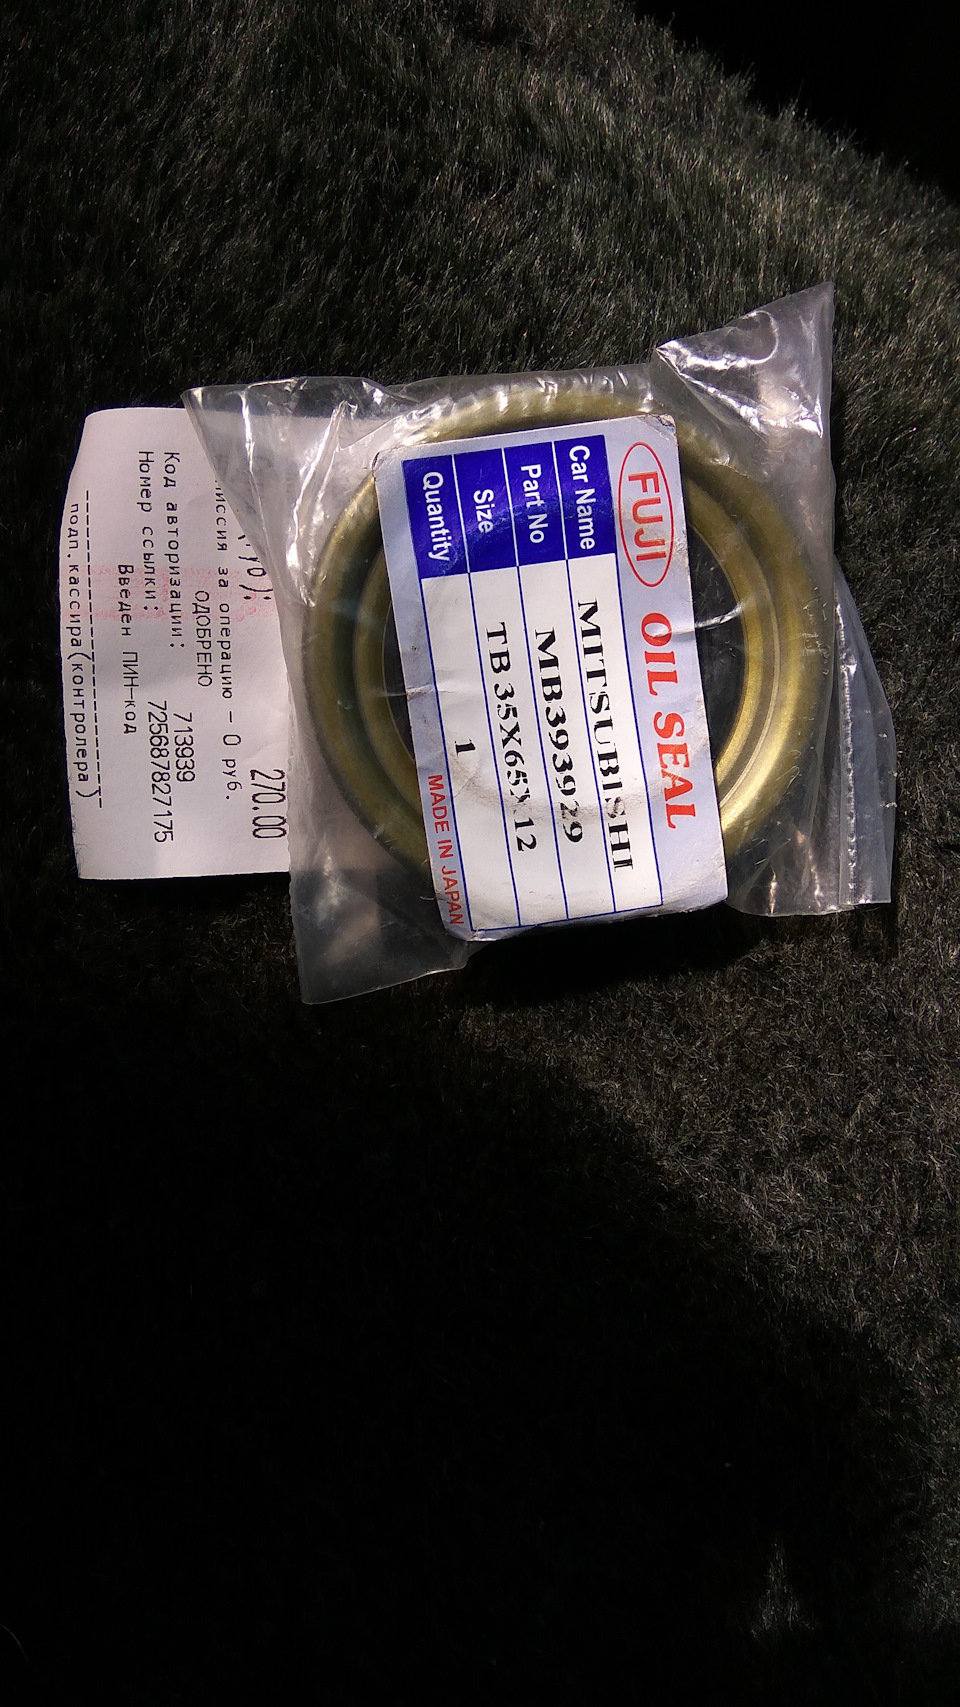 FUJI OIL SEAL
Car Name MITSUBISHI
Part No MB393929
Size TB 35X65X12
Quantity 1
MADE IN JAPAN
270.00
за операцию - 0 руб.
ОДОБРЕНО
Код авторизации: 713939
Номер ссылки: 725687827175
Введен ПИН-код
подп.кассира(контролера)